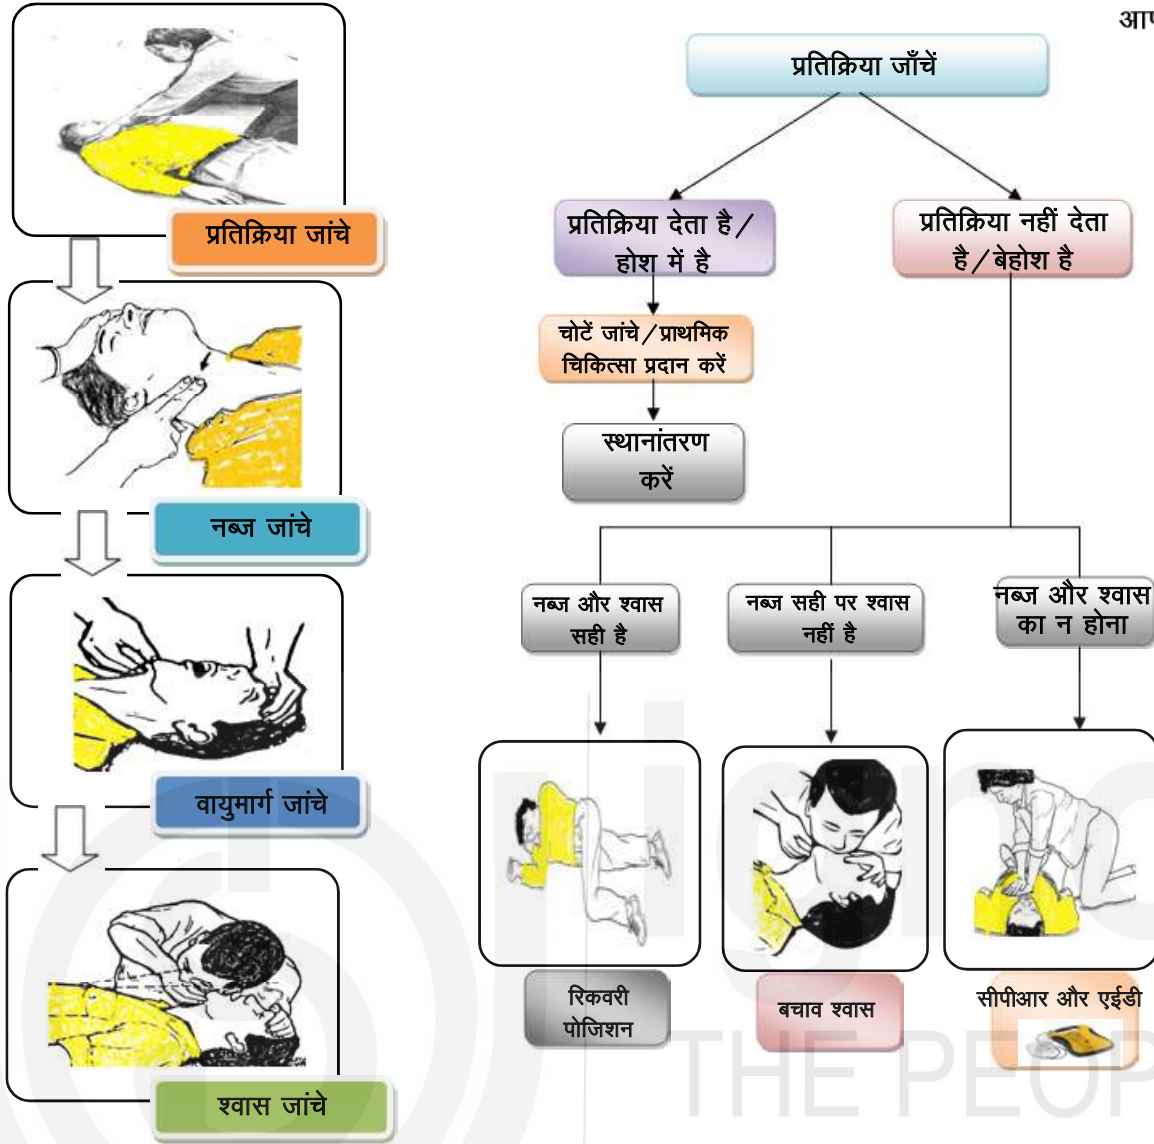 आप
प्रतिक्रिया जांचे
नब्ज जांचे
वायुमार्ग जांचे
श्वास जांचे
प्रतिक्रिया जाँचें
प्रतिक्रिया देता है/
होश में है
प्रतिक्रिया नहीं देता
है/बेहोश है
चोटें जांचे/प्राथमिक
चिकित्सा प्रदान करें
स्थानांतरण
करें
नब्ज और श्वास
सही है
नब्ज सही पर श्वास
नहीं है
नब्ज और श्वास
का न होना
रिकवरी
पोजिशन
बचाव श्वास
सीपीआर और एईडी
THE PEOP